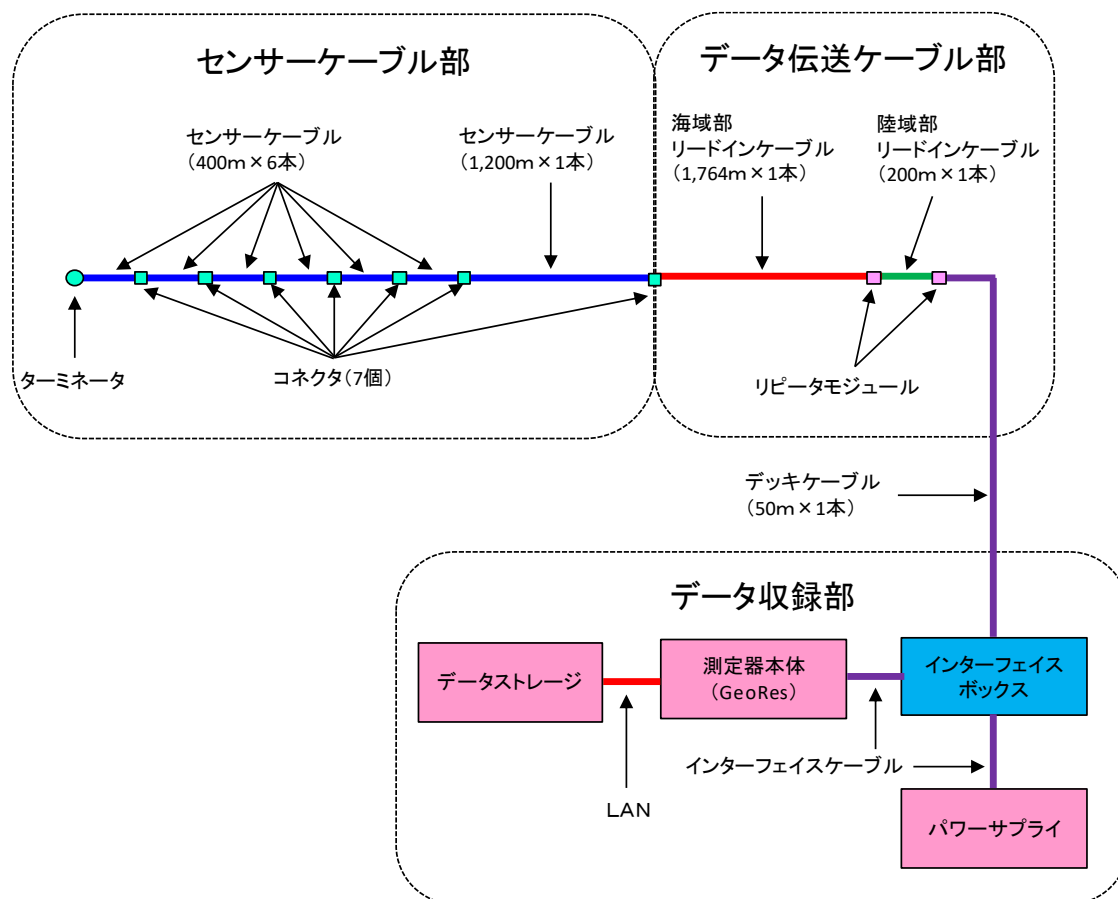 センサーケーブル部
データ伝送ケーブル部
センサーケーブル
(400m×6本)
センサーケーブル
(1,200m×1本)
海域部
リードインケーブル
(1,764m×1本)
陸域部
リードインケーブル
(200m×1本)
ターミネータ
コネクタ(7個)
リピータモジュール
デッキケーブル
(50m×1本)
データ収録部
データストレージ
測定器本体
(GeoRes)
インターフェイス
ボックス
インターフェイスケーブル
LAN
パワーサプライ